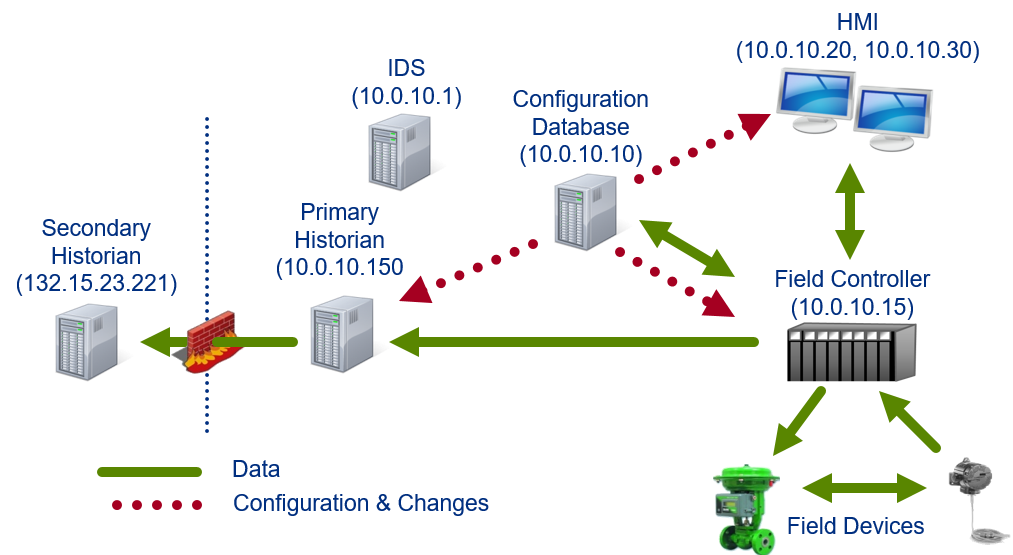 HMI
(10.0.10.20, 10.0.10.30)
IDS
(10.0.10.1)
Configuration
Database
(10.0.10.10)
Primary
Historian
(10.0.10.150
Secondary
Historian
(132.15.23.221)
Field Controller
(10.0.10.15)
Data
Configuration & Changes
Field Devices